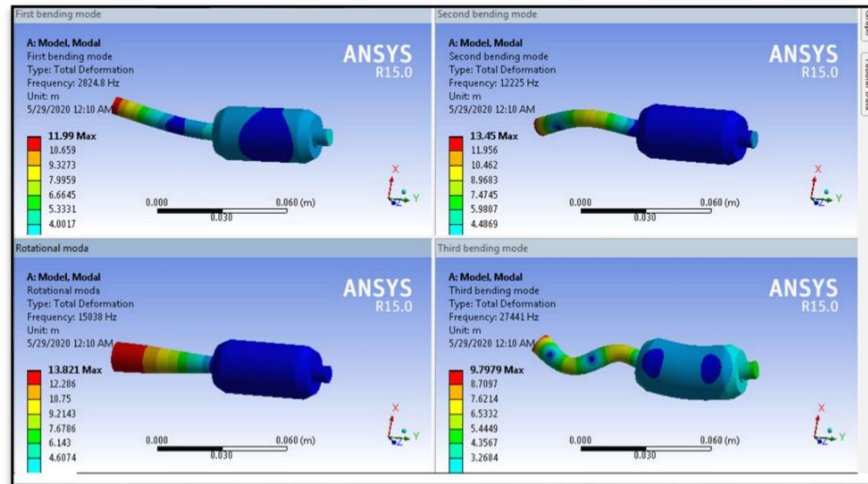 First bending mode
A: Model, Modal
First bending mode
Type: Total Deformation
Frequency: 2824.8 Hz
Unit: m
5/29/2020 12:10 AM
11.99 Max
10.659
9.3273
7.9959
6.6645
5.3331
4.0017
ANSYS
R15.0
0.000
0.030
0.060 (m)
X
Y
Z
Second bending mode
A: Model, Modal
Second bending mode
Type: Total Deformation
Frequency: 12225 Hz
Unit: m
5/29/2020 12:10 AM
13.45 Max
11.956
10.462
8.9683
7.4745
5.9807
4.4869
ANSYS
R15.0
0.000
0.030
0.060 (m)
X
Y
Z
Rotational moda
A: Model, Modal
Rotational moda
Type: Total Deformation
Frequency: 15038 Hz
Unit: m
5/29/2020 12:10 AM
13.821 Max
12.286
10.75
9.2143
7.6786
6.143
4.6074
ANSYS
R15.0
0.000
0.030
0.060 (m)
X
Y
Z
Third bending mode
A: Model, Modal
Third bending mode
Type: Total Deformation
Frequency: 27441 Hz
Unit: m
5/29/2020 12:10 AM
9.7979 Max
8.7097
7.6214
6.5332
5.4449
4.3567
3.2684
ANSYS
R15.0
0.000
0.030
0.060 (m)
X
Y
Z